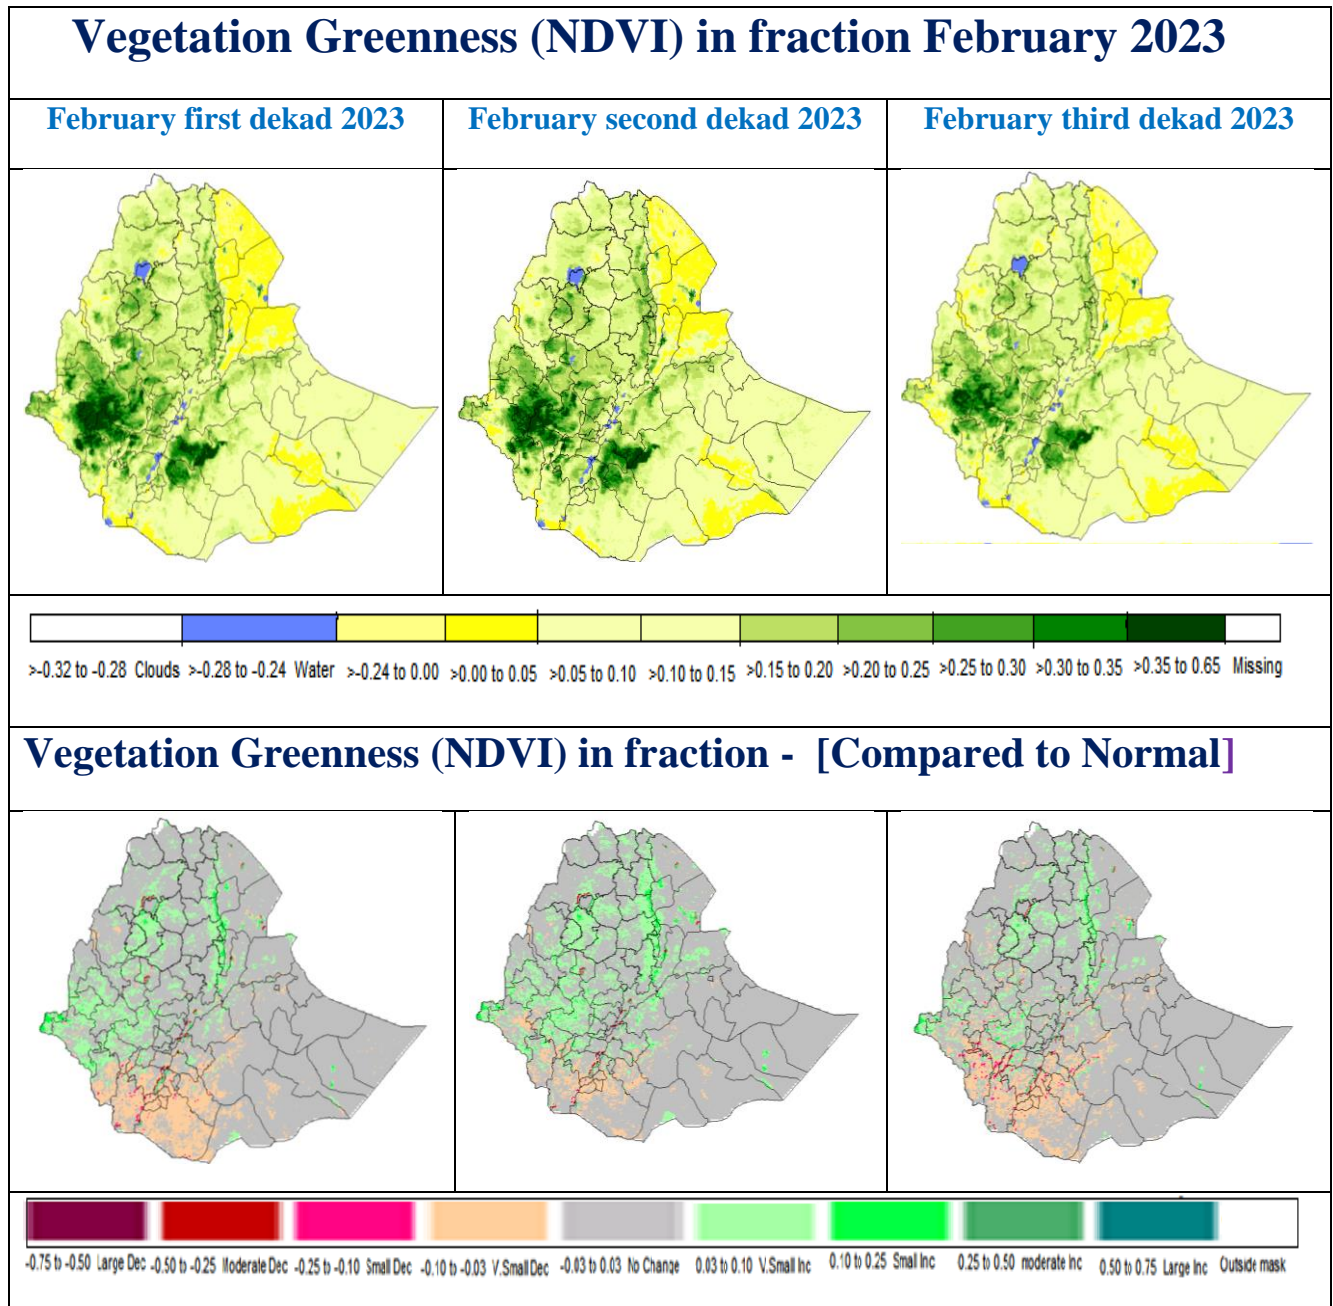 Vegetation Greenness (NDVI) in fraction February 2023
February first dekad 2023
February second dekad 2023
February third dekad 2023
>-0.32 to -0.28 Clouds >-0.28 to -0.24 Water >-0.24 to 0.00 >0.00 to 0.05 >0.05 to 0.10 >0.10 to 0.15 >0.15 to 0.20 >0.20 to 0.25 >0.25 to 0.30 >0.30 to 0.35 >0.35 to 0.65 Missing
Vegetation Greenness (NDVI) in fraction - [Compared to Normal]
-0.75 to -0.50 Large Dec -0.50 to -0.25 Moderate Dec -0.25 to -0.10 Small Dec -0.10 to -0.03 V.Small Dec -0.03 to 0.03 No Change 0.03 to 0.10 V.Small Inc 0.10 to 0.25 Small Inc 0.25 to 0.50 moderate Inc 0.50 to 0.75 Large Inc Outside mask